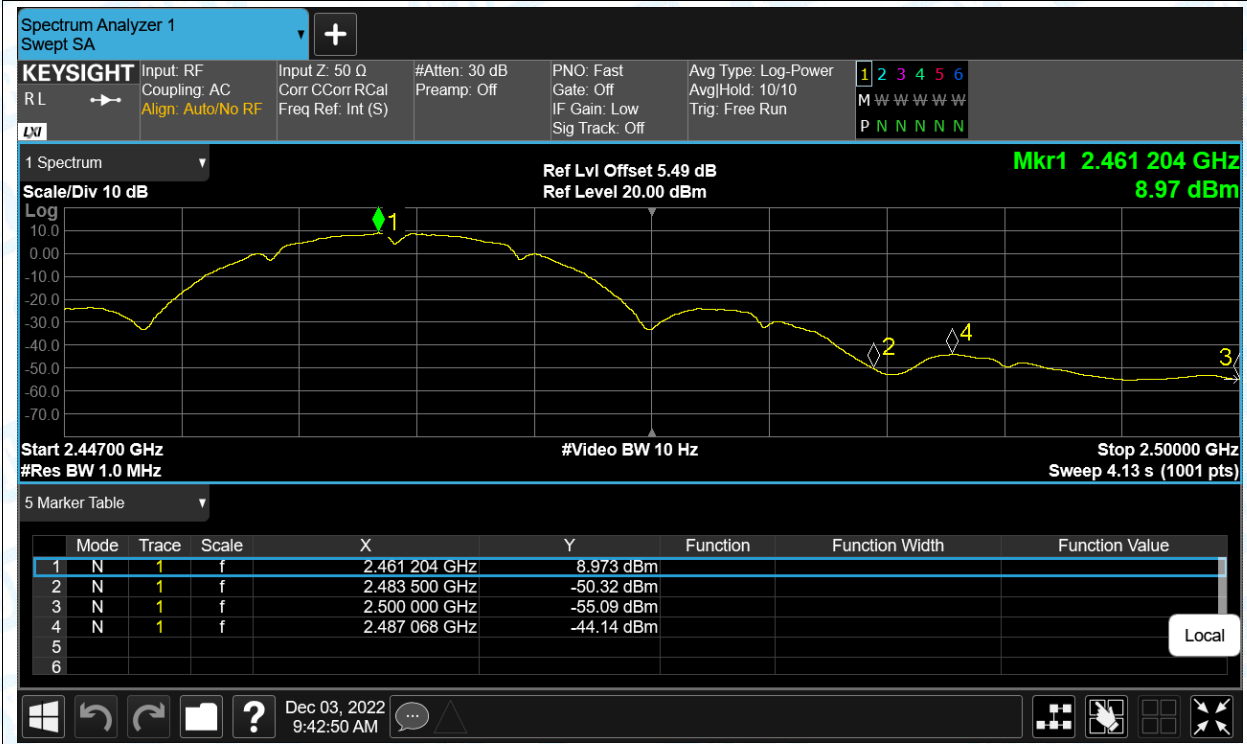 Spectrum Analyzer 1
Swept SA
+
KEYSIGHT
R L
LXI
Input: RF
Coupling: AC
Align: Auto/No RF
Input Z: 50 Ω
Corr CCorr RCal
Freq Ref: Int (S)
#Atten: 30 dB
Preamp: Off
PNO: Fast
Gate: Off
IF Gain: Low
Sig Track: Off
Avg Type: Log-Power
Avg|Hold: 10/10
Trig: Free Run
1 2 3 4 5 6
M W W W W W
P N N N N N
1 Spectrum
Scale/Div 10 dB
Ref Lvl Offset 5.49 dB
Ref Level 20.00 dBm
Mkr1 2.461 204 GHz
8.97 dBm
Log
10.0
0.00
-10.0
-20.0
-30.0
-40.0
-50.0
-60.0
-70.0
1
2
4
3
Start 2.44700 GHz
#Res BW 1.0 MHz
#Video BW 10 Hz
Stop 2.50000 GHz
Sweep 4.13 s (1001 pts)
5 Marker Table
Mode Trace Scale X Y Function Function Width Function Value
1 N 1 f 2.461 204 GHz 8.973 dBm
2 N 1 f 2.483 500 GHz -50.32 dBm
3 N 1 f 2.500 000 GHz -55.09 dBm
4 N 1 f 2.487 068 GHz -44.14 dBm
5
6
Local
?
Dec 03, 2022
9:42:50 AM